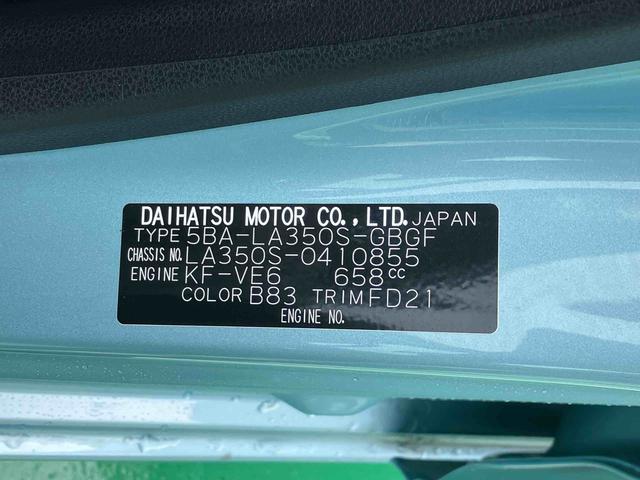 DAIHATSU MOTOR CO., LTD. JAPAN
TYPE 5BA-LA350S-GBGF
CHASSIS NO. LA350S-0410855
ENGINE KF-VE6 658cc
COLOR B83 TRIM FD21
ENGINE NO.